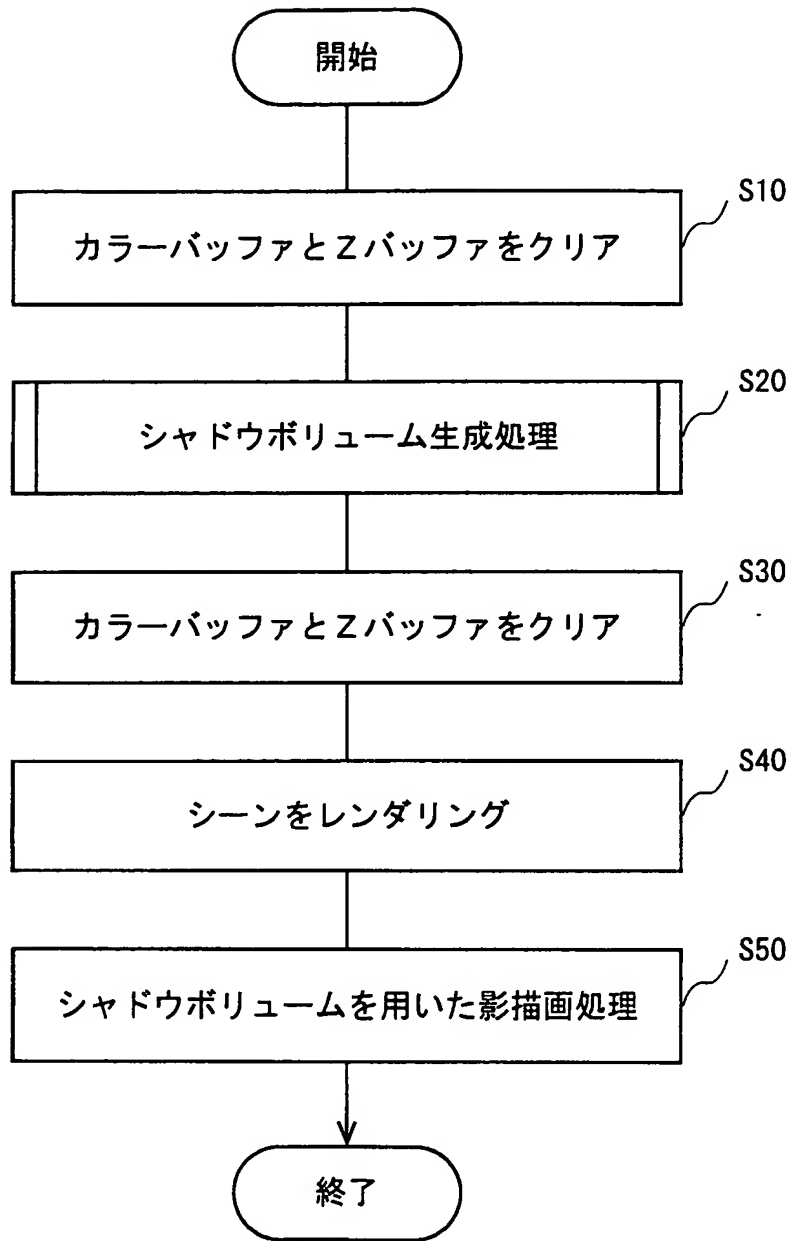 開始
S10
カラーバッファとZバッファをクリア
S20
シャドウボリューム生成処理
S30
カラーバッファとZバッファをクリア
S40
シーンをレンダリング
S50
シャドウボリュームを用いた影描画処理
終了